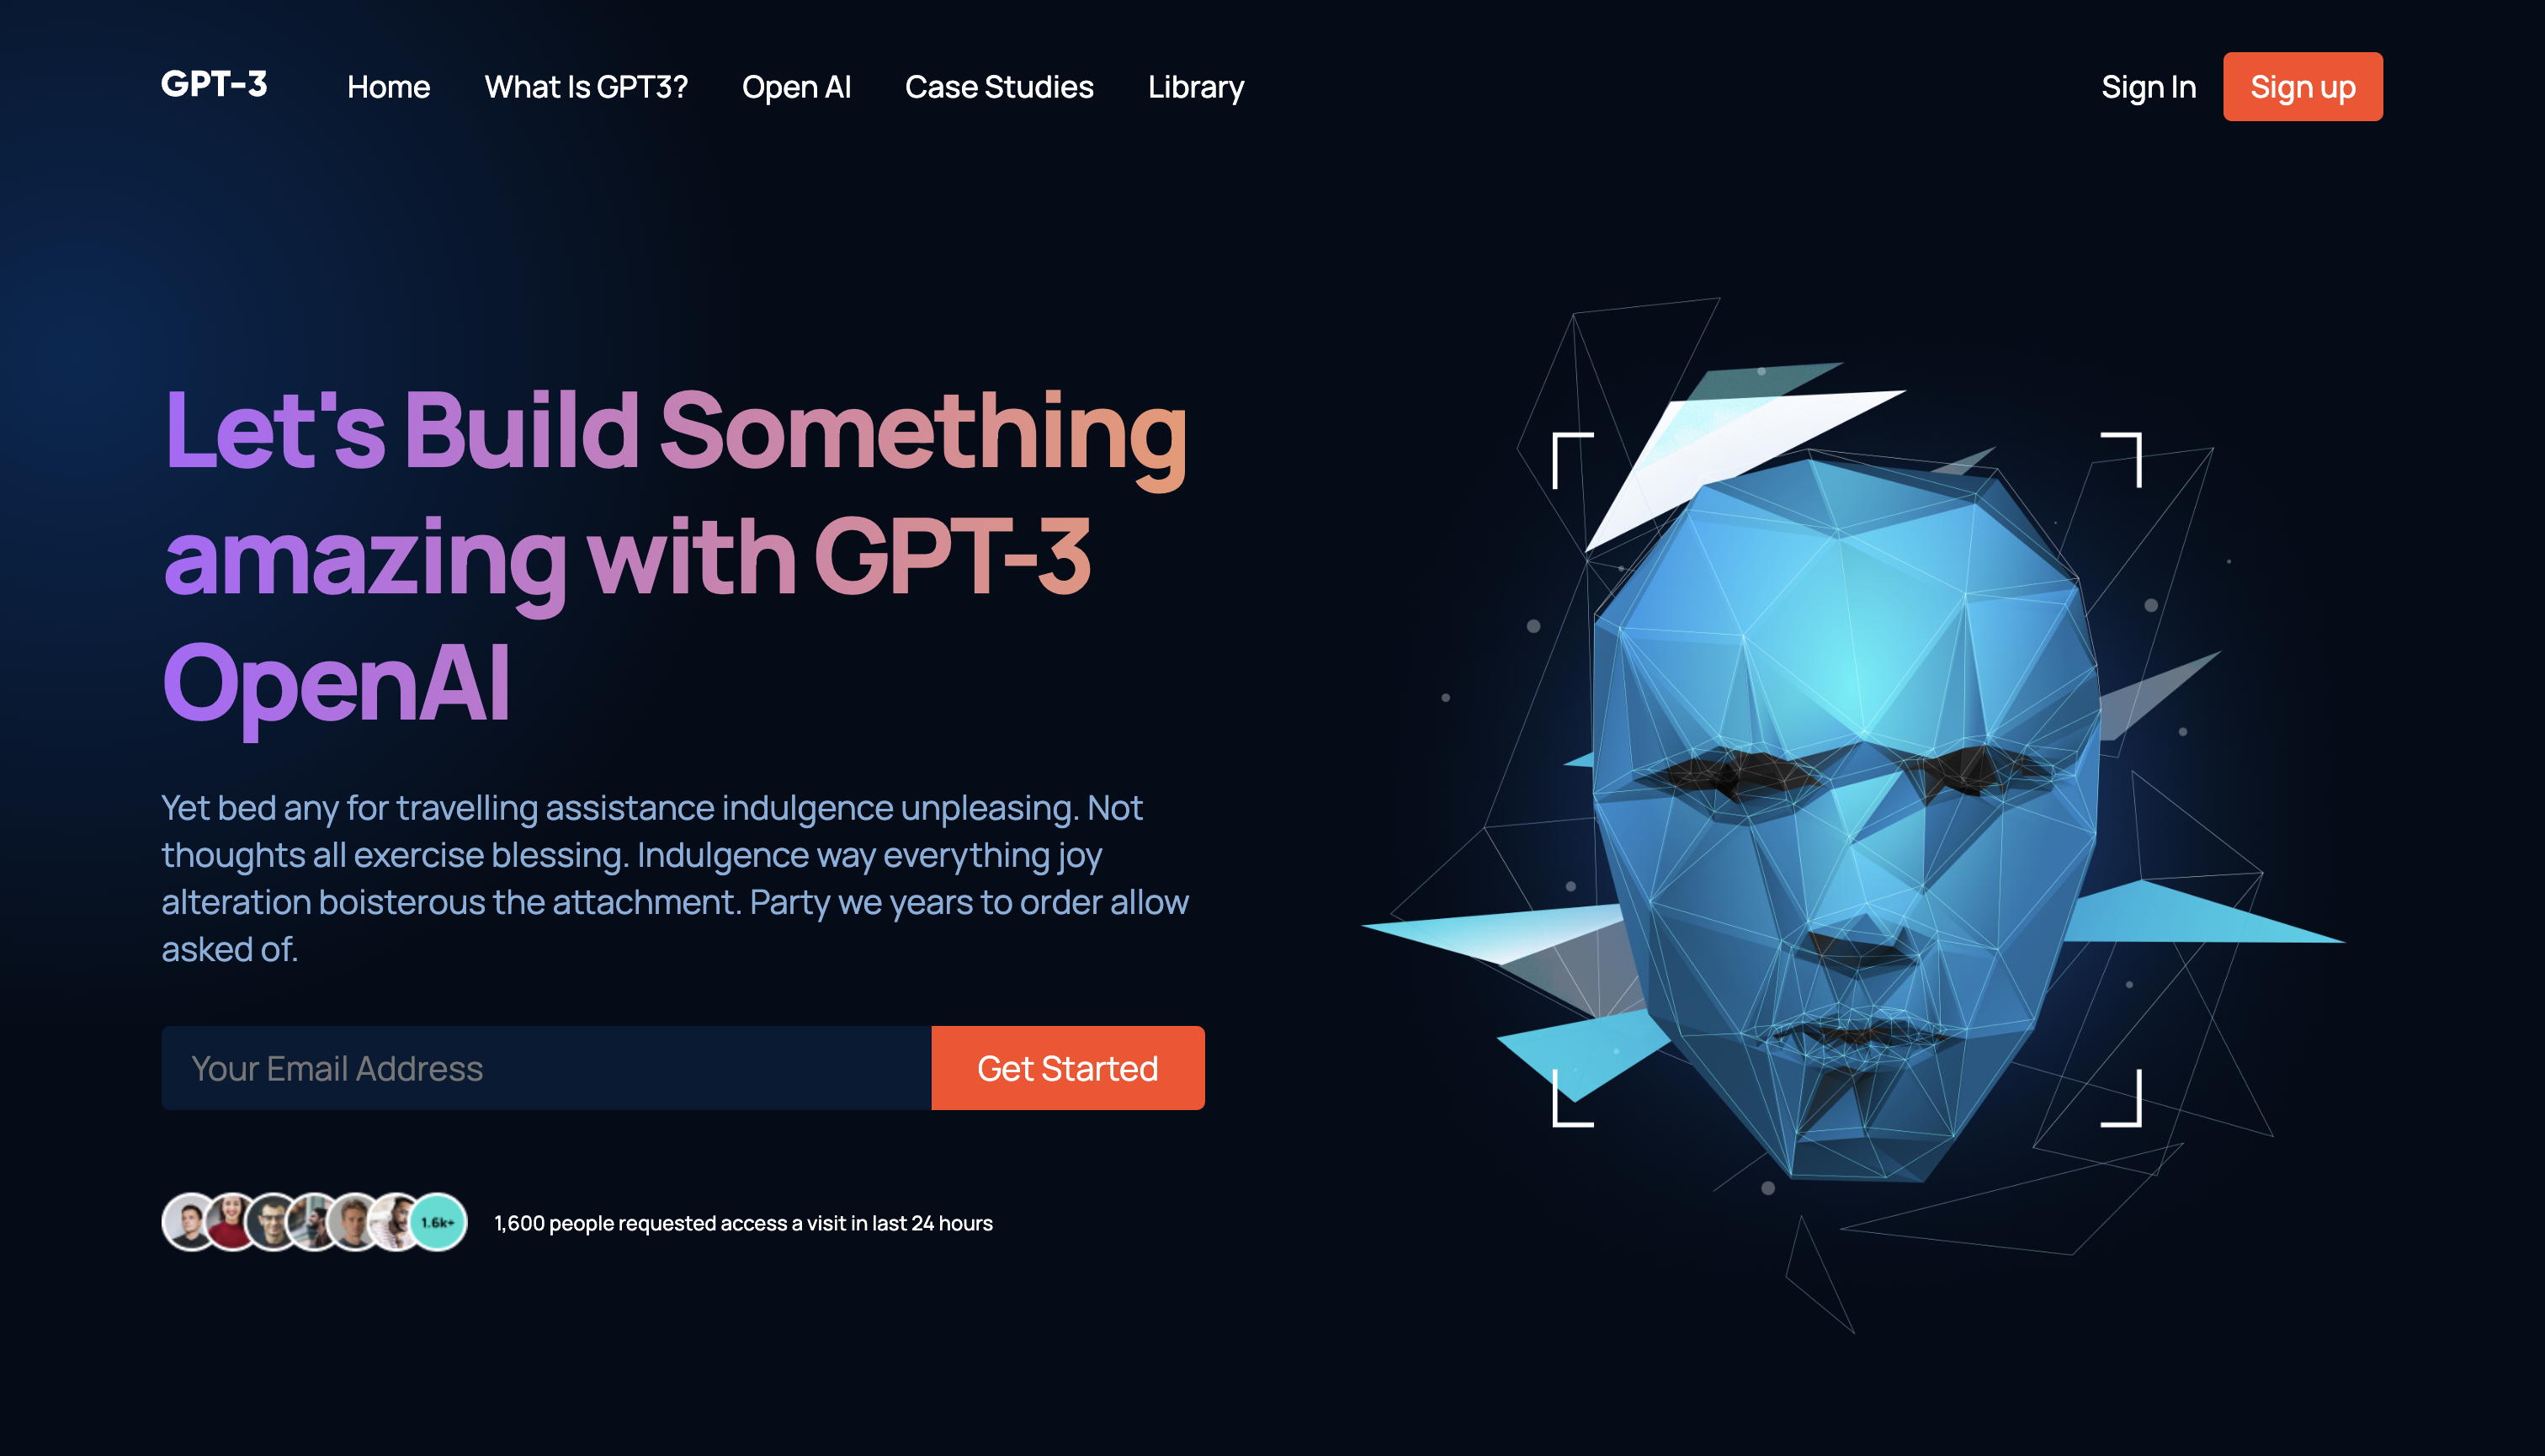 GPT-3 Home What Is GPT3? Open AI Case Studies Library Sign In Sign up
Let's Build Something
amazing with GPT-3
OpenAI
Yet bed any for travelling assistance indulgence unpleasing. Not
thoughts all exercise blessing. Indulgence way everything joy
alteration boisterous the attachment. Party we years to order allow
asked of.
Your Email Address Get Started
1.6k+ 1,600 people requested access a visit in last 24 hours